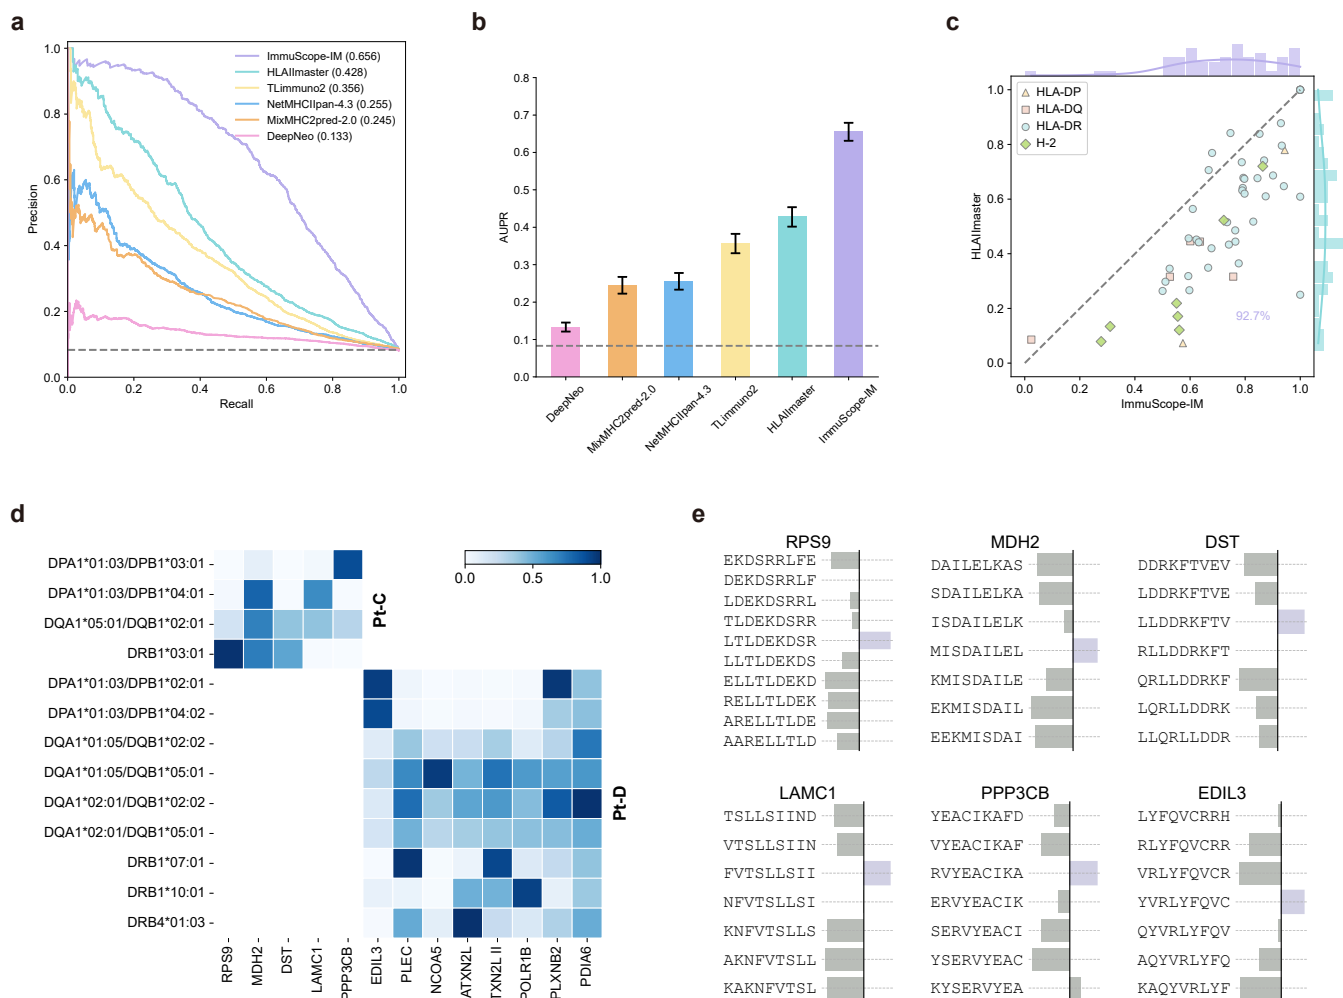 a
ImmuScope-IM (0.656)
HLAIImaster (0.428)
TLimmuno2 (0.356)
NetMHCIIpan-4.3 (0.255)
MixMHC2pred-2.0 (0.245)
DeepNeo (0.133)
1.0
0.8
0.6
0.4
0.2
0.0
Precision
0.0 0.2 0.4 0.6 0.8 1.0
Recall
b
0.8
0.7
0.6
0.5
0.4
0.3
0.2
0.1
0.0
AUPR
DeepNeo
MixMHC2pred-2.0
NetMHCIIpan-4.3
TLimmuno2
HLAIImaster
ImmuScope-IM
c
HLA-DP
HLA-DQ
HLA-DR
H-2
1.0
0.8
0.6
0.4
0.2
0.0
HLAIImaster
92.7%
0.0 0.2 0.4 0.6 0.8 1.0
ImmuScope-IM
d
0.0 1.0
DPA1*01:03/DPB1*03:01
DPA1*01:03/DPB1*04:01
DQA1*05:01/DQB1*02:01
DRB1*03:01
Pt-C
DPA1*01:03/DPB1*02:01
DPA1*01:03/DPB1*04:02
DQA1*01:05/DQB1*02:02
DQA1*01:05/DQB1*05:01
DQA1*02:01/DQB1*02:02
DQA1*02:01/DQB1*05:01
DRB1*07:01
DRB1*10:01
DRB4*01:03
Pt-D
RPS9
MDH2
DST
LAMC1
PPP3CB
EDIL3
PLEC
NCOA5
ATXN2L
TXN2L II
POLR1B
PLXNB2
PDIA6
e
RPS9
EKDSRRLFE
DEKDSRRLF
LDEKDSRRL
TLDEKDSRR
LTLDEKDSR
LLTLDEKDS
ELLTLDEKD
RELLTLDEK
ARELLTLDE
AARELLTLD
MDH2
DAILELKAS
SDAILELKA
ISDAILELK
MISDAILEL
KMISDAILE
EKMISDAIL
EEKMISDAI
DST
DDRKFTVEV
LDDRKFTVE
LLDDRKFTV
RLLDDRKFT
QRLLDDRKF
LQRLLDDRK
LLQRLLDDR
LAMC1
TSLLSIIND
VTSLLSIIN
FVTSLLSII
NFVTSLLSI
KNFVTSLLS
AKNFVTSLL
KAKNFVTSL
PPP3CB
YEACIKAFD
VYEACIKAF
RVYEACIKA
ERVYEACIK
SERVYEACI
YSERVYEAC
KYSERVYEA
EDIL3
LYFQVCRRH
RLYFQVCRR
VRLYFQVCR
YVRLYFQVC
QYVRLYFQV
AQYVRLYFQ
KAQYVRLYF